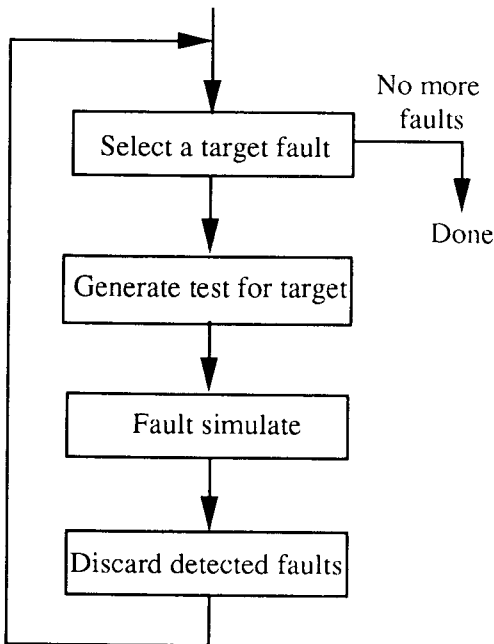 No more
faults
Select a target fault
Done
Generate test for target
Fault simulate
Discard detected faults